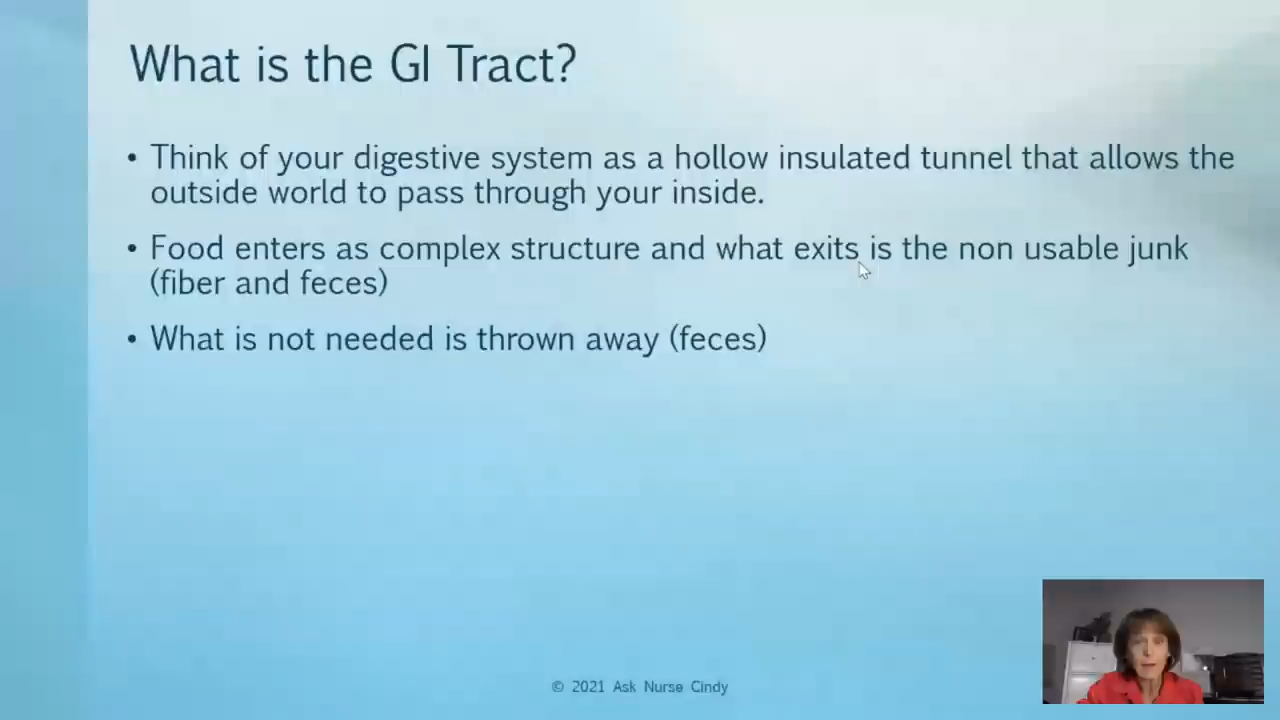 What is the GI Tract?
• Think of your digestive system as a hollow insulated tunnel that allows the
outside world to pass through your inside.
• Food enters as complex structure and what exits is the non usable junk
(fiber and feces)
• What is not needed is thrown away (feces)
© 2021 Ask Nurse Cindy